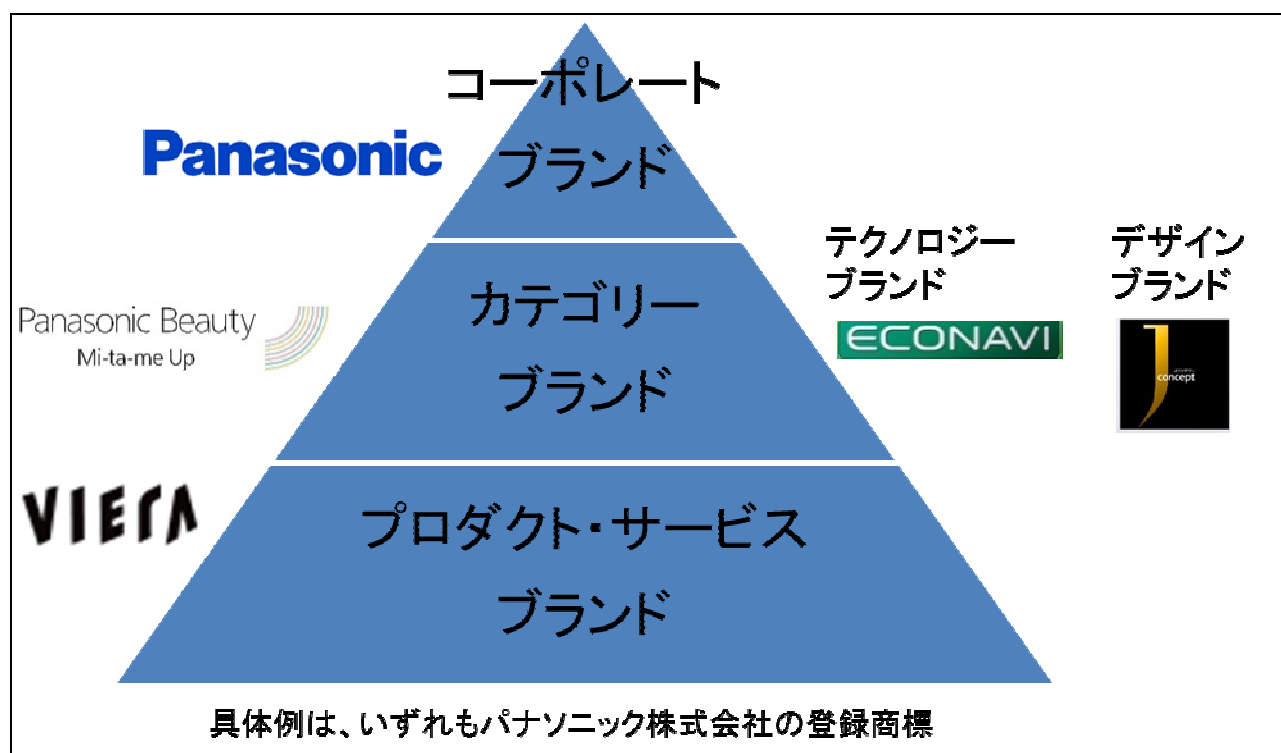 コーポレート
ブランド
Panasonic
テクノロジー
ブランド
デザイン
ブランド
カテゴリー
ブランド
Panasonic Beauty
Mi-ta-me Up
ECONAVI
J
concept
VIErA
プロダクト・サービス
ブランド
具体例は、いずれもパナソニック株式会社の登録商標